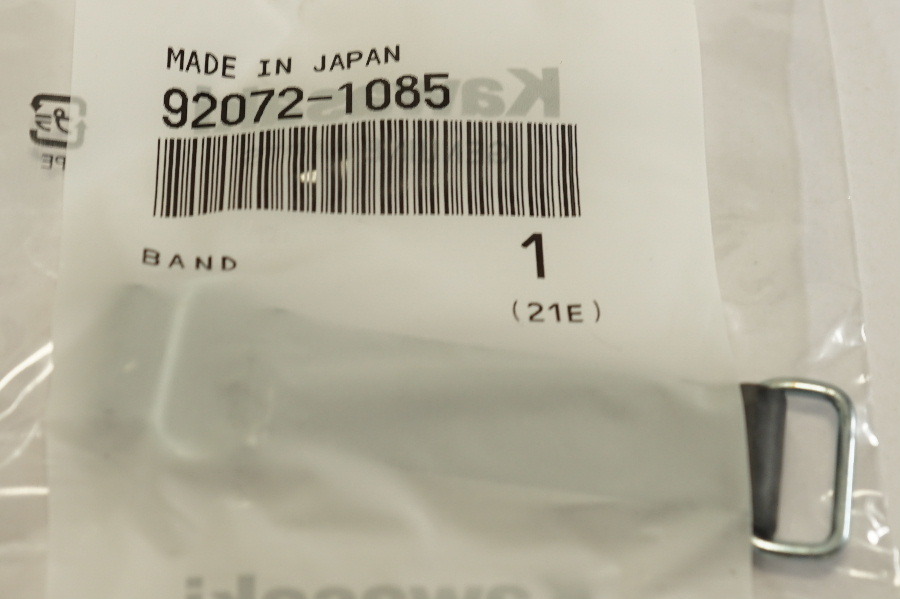 MADE IN JAPAN
92072-1085
BAND
1
(21E)